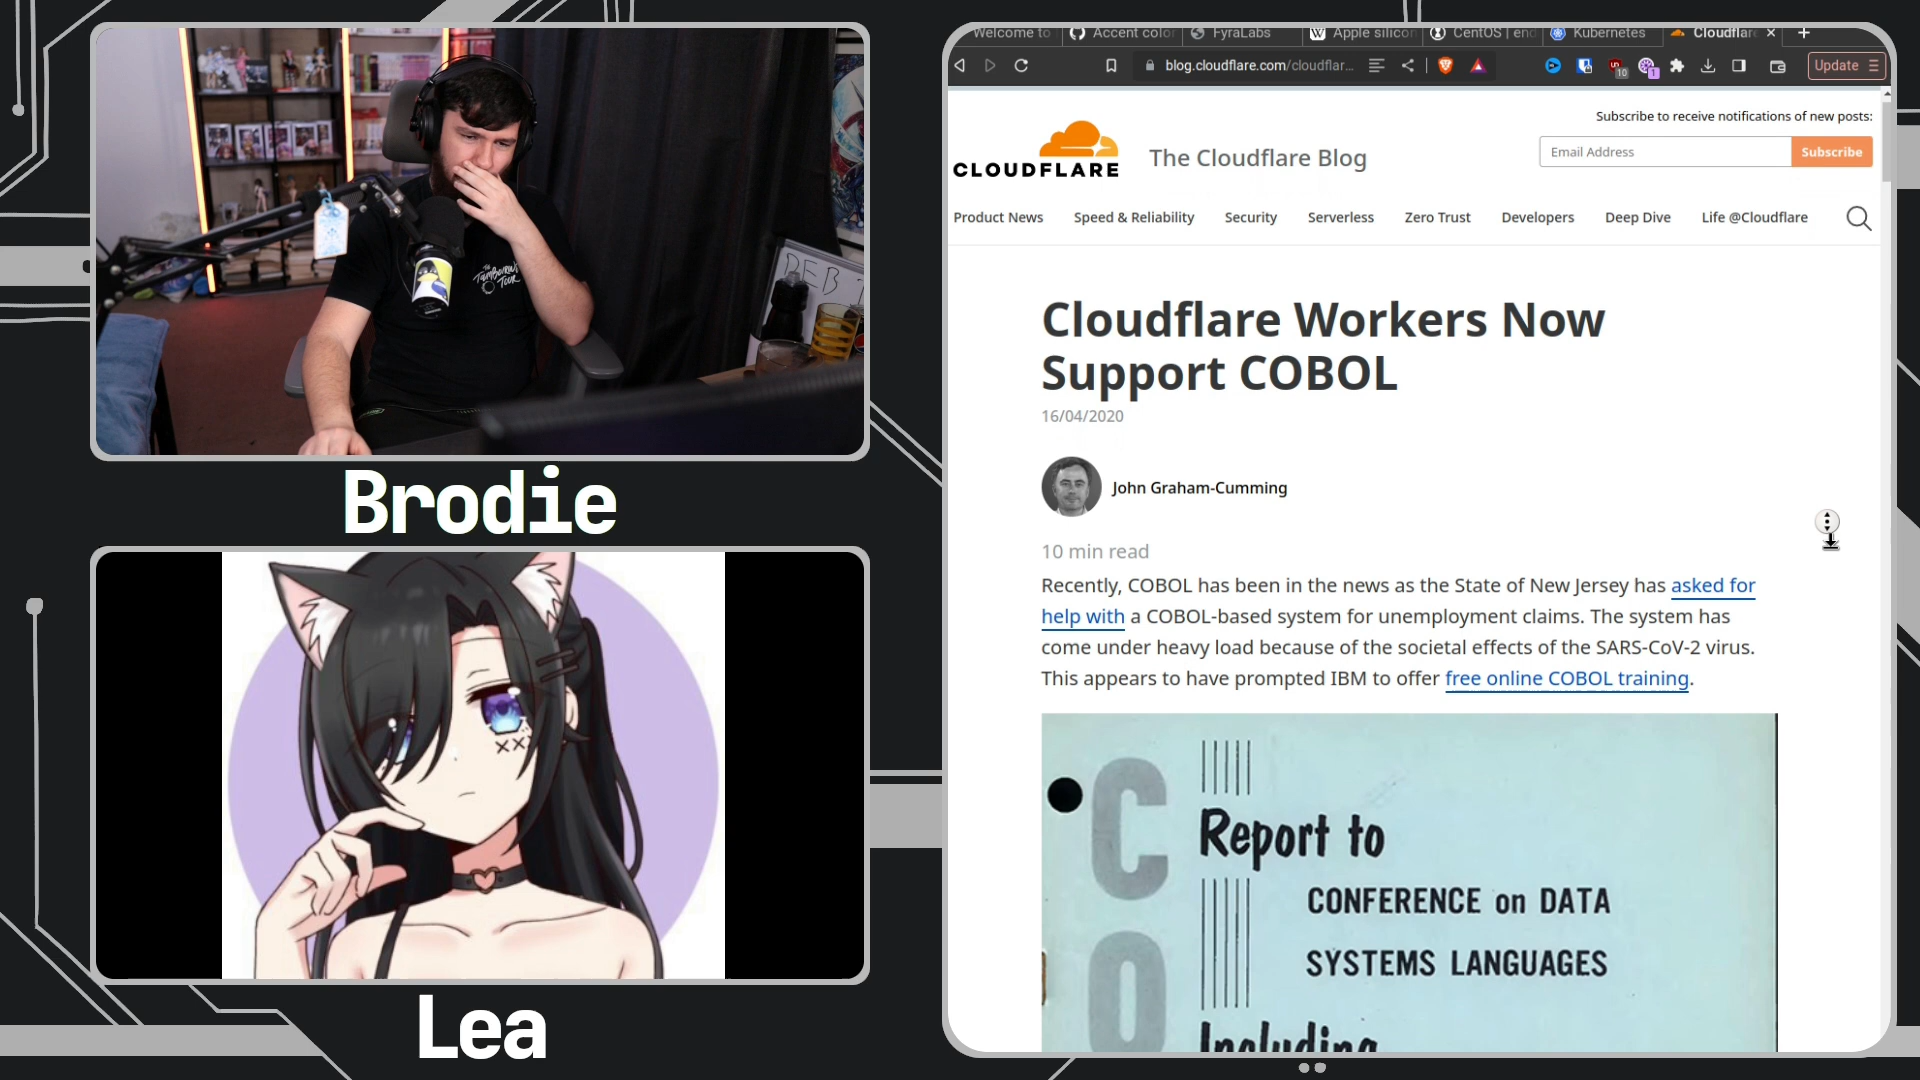 Welcome to
Accent color
FyraLabs
Apple silicon
CentOS | end
Kubernetes
Cloudflare
blog.cloudflare.com/cloudflar...
10
1
Update
Subscribe to receive notifications of new posts:
CLOUDFLARE
The Cloudflare Blog
Email Address
Subscribe
Product News
Speed & Reliability
Security
Serverless
Zero Trust
Developers
Deep Dive
Life @Cloudflare
Cloudflare Workers Now
Support COBOL
16/04/2020
John Graham-Cumming
10 min read
Recently, COBOL has been in the news as the State of New Jersey has asked for
help with a COBOL-based system for unemployment claims. The system has
come under heavy load because of the societal effects of the SARS-CoV-2 virus.
This appears to have prompted IBM to offer free online COBOL training.
C
O
Report to
CONFERENCE on DATA
SYSTEMS LANGUAGES
Including
DEB
Brodie
Lea